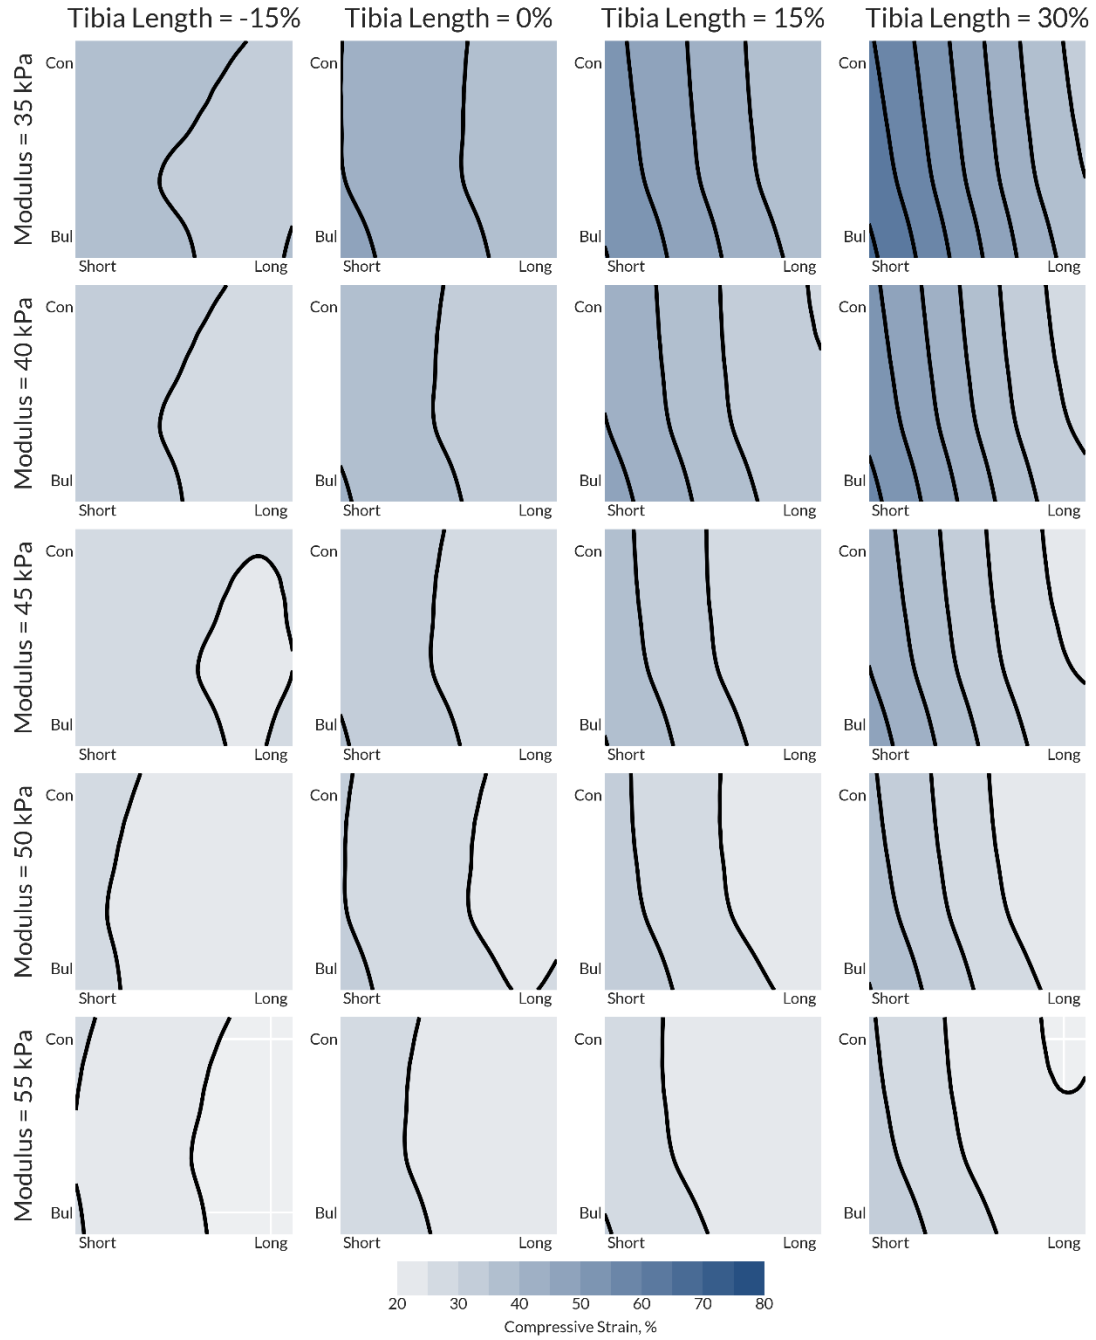 Tibia Length = -15% Tibia Length = 0% Tibia Length = 15% Tibia Length = 30%
Modulus = 35 kPa
Con Con Con Con
Bul Bul Bul Bul
Short Long Short Long Short Long Short Long
Modulus = 40 kPa
Con Con Con Con
Bul Bul Bul Bul
Short Long Short Long Short Long Short Long
Modulus = 45 kPa
Con Con Con Con
Bul Bul Bul Bul
Short Long Short Long Short Long Short Long
Modulus = 50 kPa
Con Con Con Con
Bul Bul Bul Bul
Short Long Short Long Short Long Short Long
Modulus = 55 kPa
Con Con Con Con
Bul Bul Bul Bul
Short Long Short Long Short Long Short Long
20 30 40 50 60 70 80
Compressive Strain, %